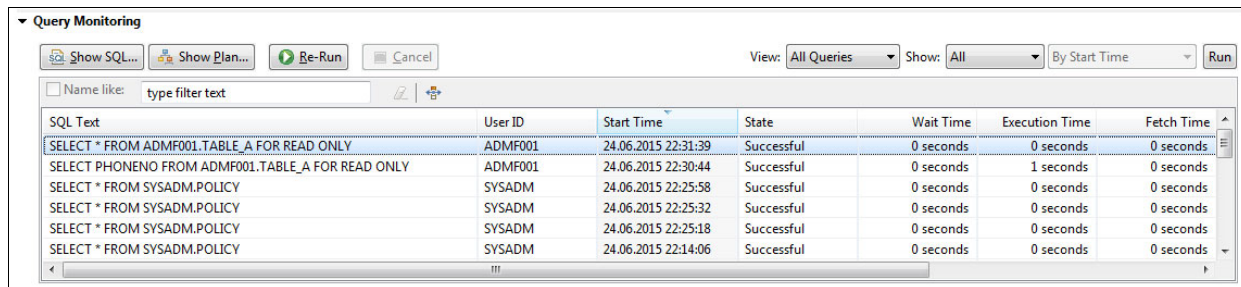 Query Monitoring
Show SQL... Show Plan... Re-Run Cancel View: All Queries Show: All By Start Time Run
Name like: type filter text
SQL Text User ID Start Time State Wait Time Execution Time Fetch Time
SELECT * FROM ADMF001.TABLE_A FOR READ ONLY ADMF001 24.06.2015 22:31:39 Successful 0 seconds 0 seconds 0 seconds
SELECT PHONENO FROM ADMF001.TABLE_A FOR READ ONLY ADMF001 24.06.2015 22:30:44 Successful 0 seconds 1 seconds 0 seconds
SELECT * FROM SYSADM.POLICY SYSADM 24.06.2015 22:25:58 Successful 0 seconds 0 seconds 0 seconds
SELECT * FROM SYSADM.POLICY SYSADM 24.06.2015 22:25:32 Successful 0 seconds 0 seconds 0 seconds
SELECT * FROM SYSADM.POLICY SYSADM 24.06.2015 22:25:18 Successful 0 seconds 0 seconds 0 seconds
SELECT * FROM SYSADM.POLICY SYSADM 24.06.2015 22:14:06 Successful 0 seconds 0 seconds 0 seconds